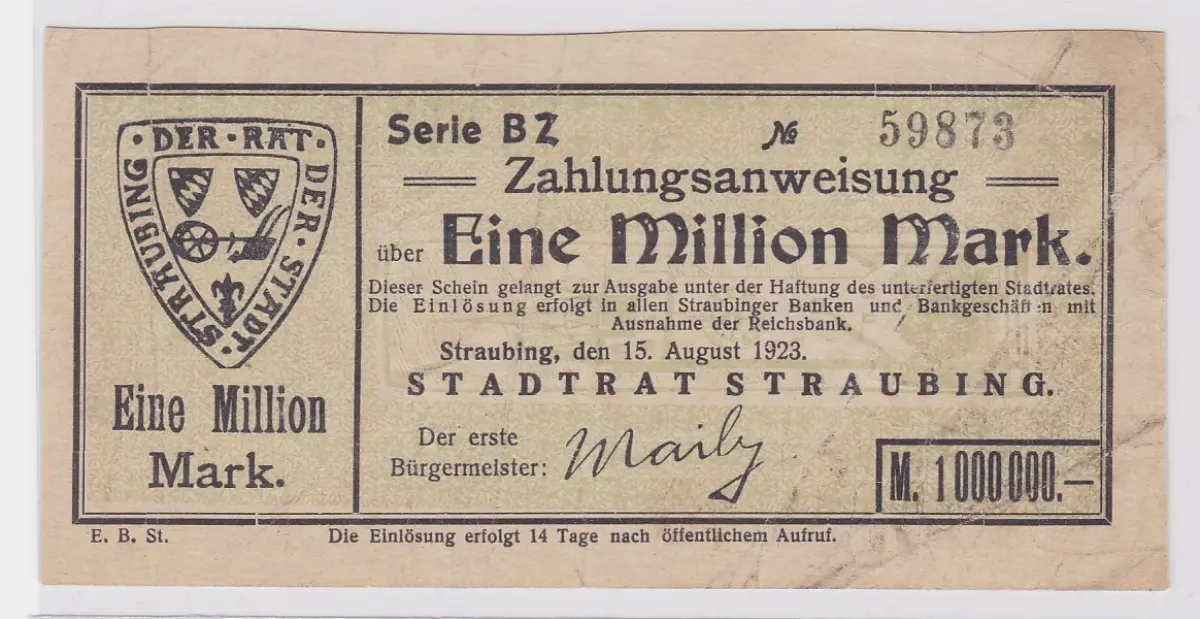 · DER · RAT · DER · STADT · STRAUBING
Eine Million
Mark.
Serie BZ № 59873
Zahlungsanweisung
über Eine Million Mark.
Dieser Schein gelangt zur Ausgabe unter der Haftung des unterfertigten Stadtrates.
Die Einlösung erfolgt in allen Straubinger Banken und Bankgeschäften mit
Ausnahme der Reichsbank.
Straubing, den 15. August 1923.
STADTRAT STRAUBING.
Der erste
Bürgermeister:
M. 1000000.—
E. B. St.
Die Einlösung erfolgt 14 Tage nach öffentlichem Aufruf.